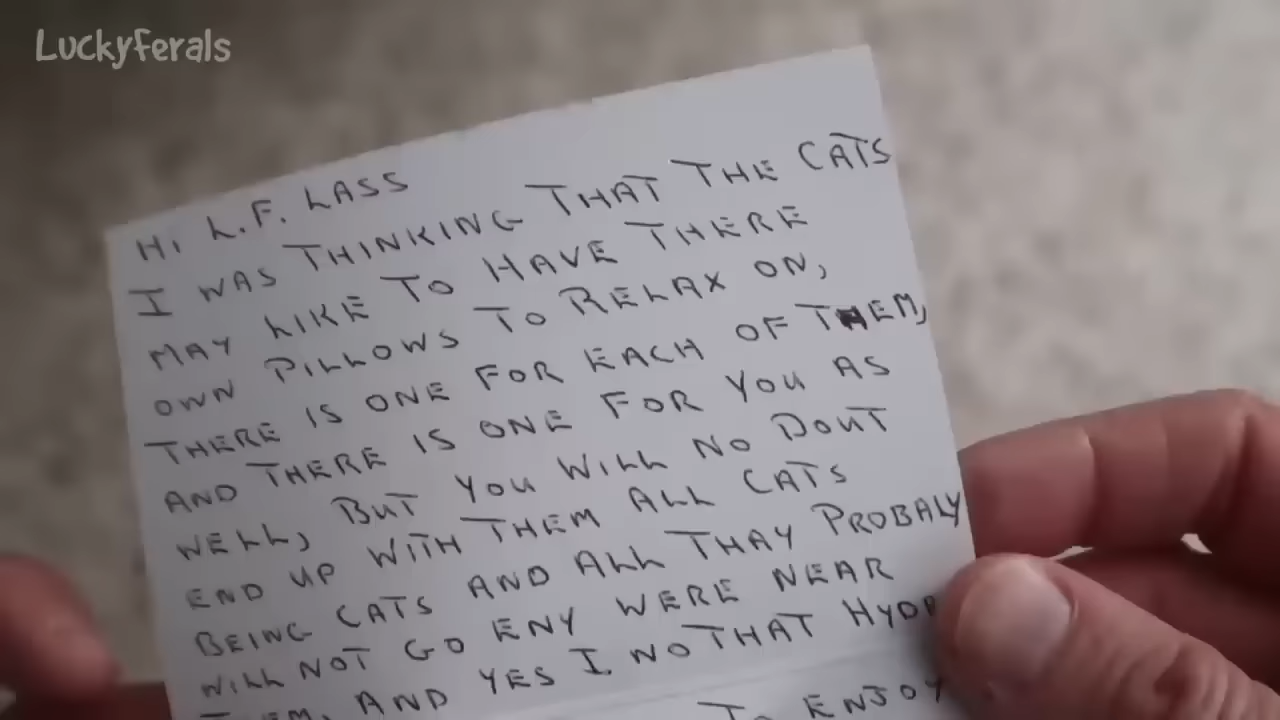 Luckyferals
HI L.F. LASS
I WAS THINKING THAT THE CATS
MAY LIKE TO HAVE THERE
OWN PILLOWS TO RELAX ON,
THERE IS ONE FOR EACH OF THEM,
AND THERE IS ONE FOR YOU AS
WELL, BUT YOU WILL NO DOUT
END UP WITH THEM ALL CATS
BEING CATS AND ALL THAY PROBALY
WILL NOT GO ENY WERE NEAR
THEM, AND YES I NO THAT
TO ENJOY